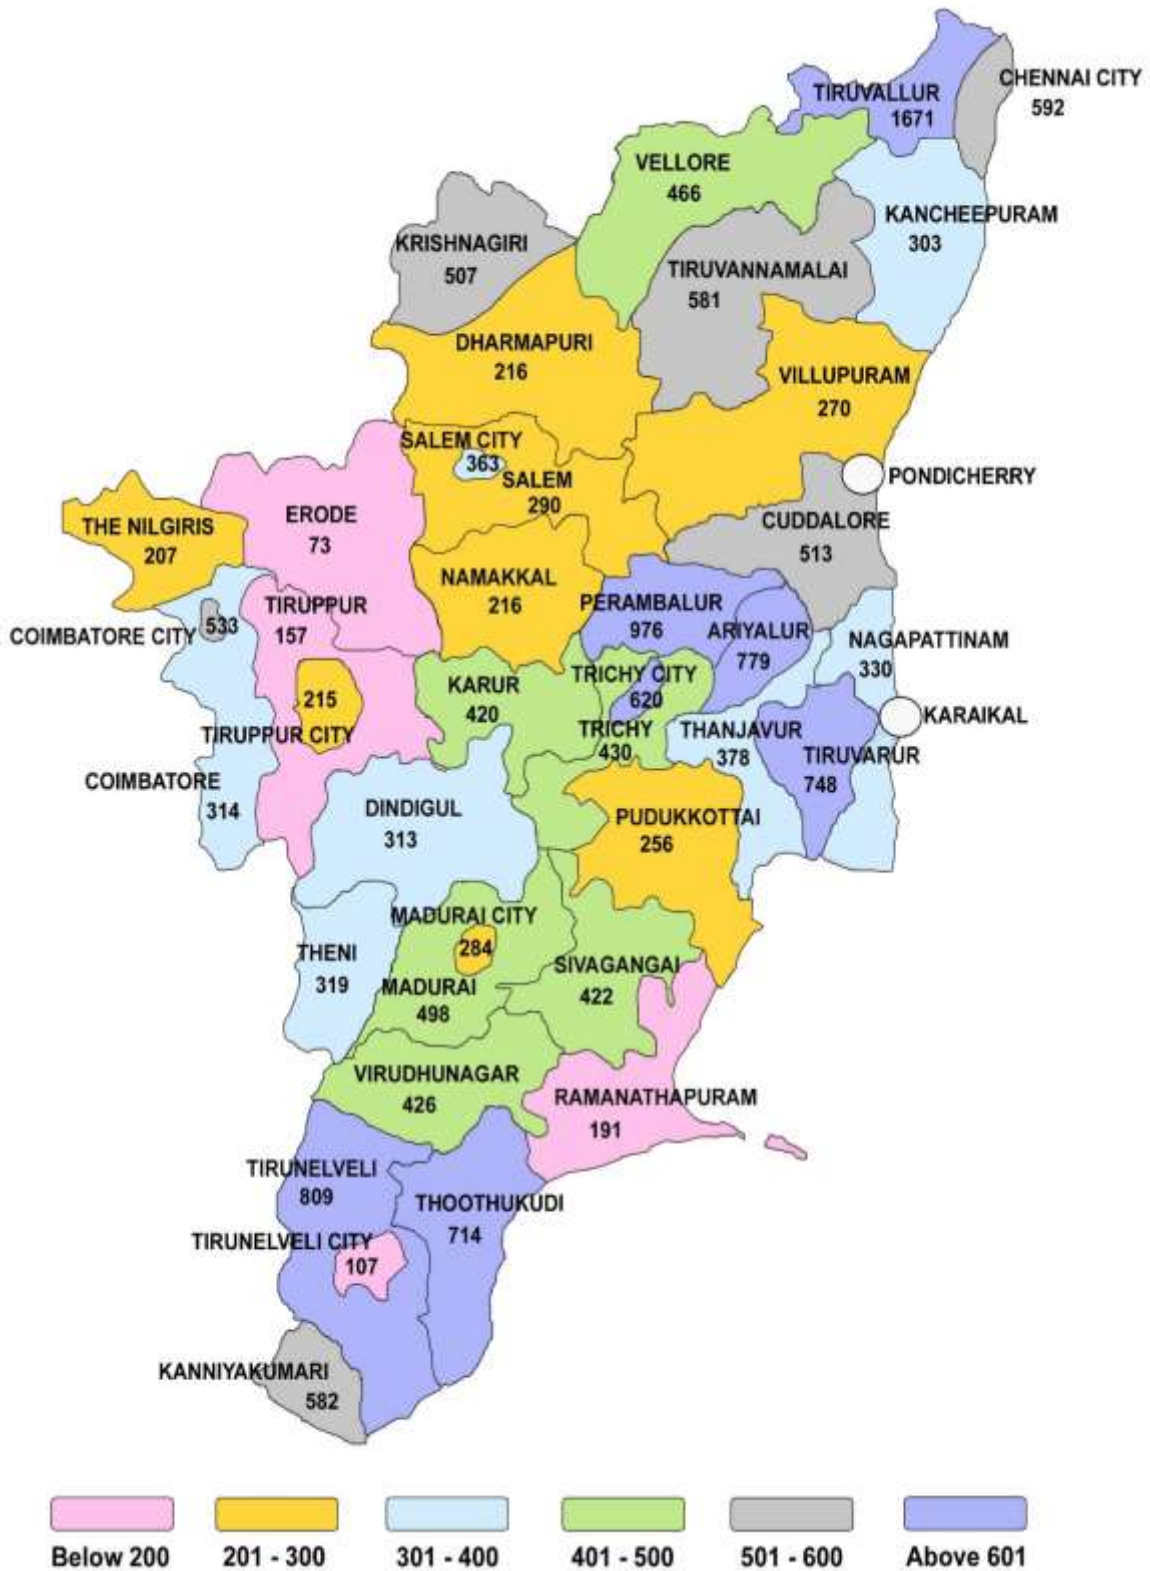 TIRUVALLUR
1671
CHENNAI CITY
592
VELLORE
466
KANCHEEPURAM
303
KRISHNAGIRI
507
TIRUVANNAMALAI
581
DHARMAPURI
216
VILLUPURAM
270
SALEM CITY
363
SALEM
290
PONDICHERRY
THE NILGIRIS
207
ERODE
73
CUDDALORE
513
NAMAKKAL
216
COIMBATORE CITY
533
TIRUPPUR
157
PERAMBALUR
976
ARIYALUR
779
NAGAPATTINAM
330
215
TIRUPPUR CITY
KARUR
420
TRICHY CITY
620
TRICHY
430
THANJAVUR
378
KARAIKAL
TIRUVARUR
748
COIMBATORE
314
DINDIGUL
313
PUDUKKOTTAI
256
MADURAI CITY
284
THENI
319
MADURAI
498
SIVAGANGAI
422
VIRUDHUNAGAR
426
RAMANATHAPURAM
191
TIRUNELVELI
809
THOOTHUKUDI
714
TIRUNELVELI CITY
107
KANNIYAKUMARI
582
Below 200
201 - 300
301 - 400
401 - 500
501 - 600
Above 601